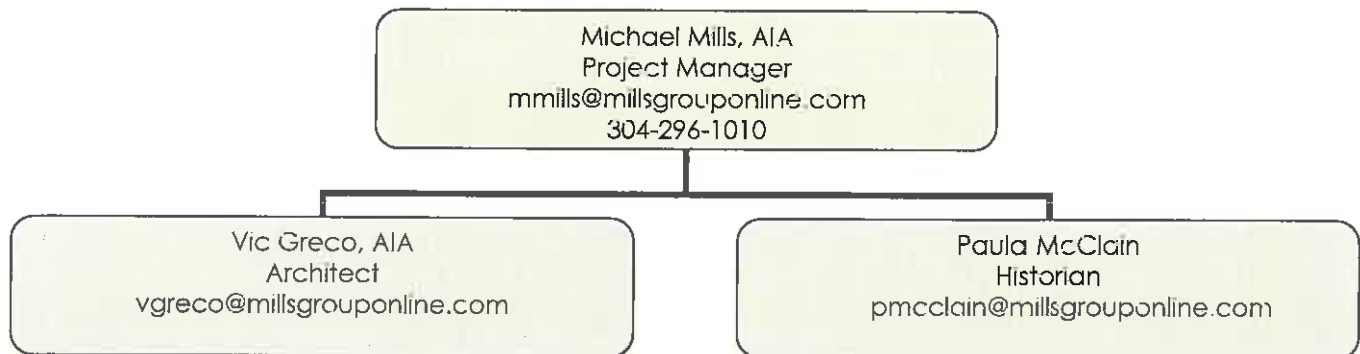 Michael Mills, AIA
Project Manager
mmills@millsgrouponline.com
304-296-1010
Vic Greco, AIA
Architect
vgreco@millsgrouponline.com
Paula McClain
Historian
pmcclain@millsgrouponline.com